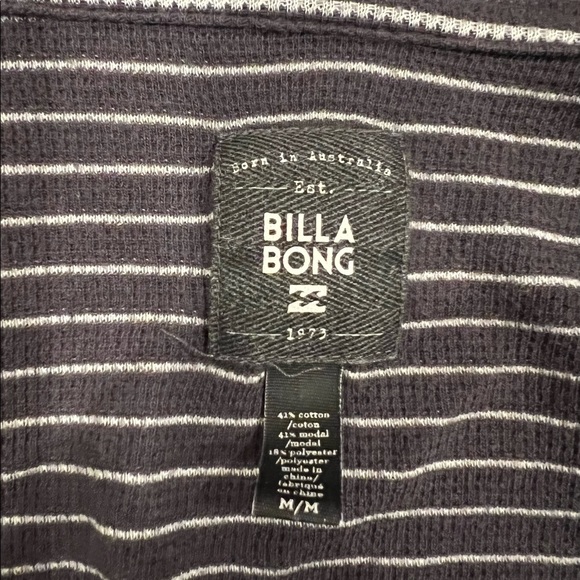 Born in Australia
Est.
BILLA
BONG
1973
41% cotton
/coton
41% modal
/modal
18% polyester
/polyuster
made in
china/
fabriqué
en chine
M/M